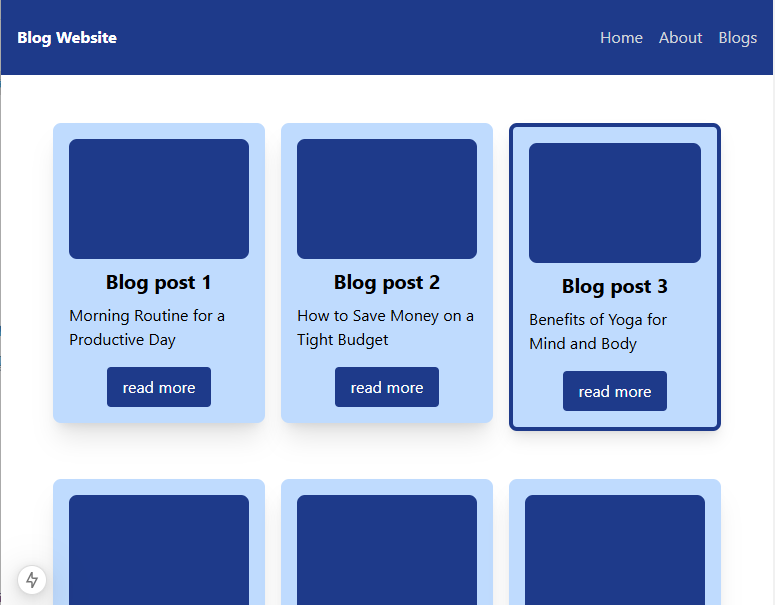 Blog Website
Home About Blogs
Blog post 1
Morning Routine for a
Productive Day
read more
Blog post 2
How to Save Money on a
Tight Budget
read more
Blog post 3
Benefits of Yoga for
Mind and Body
read more